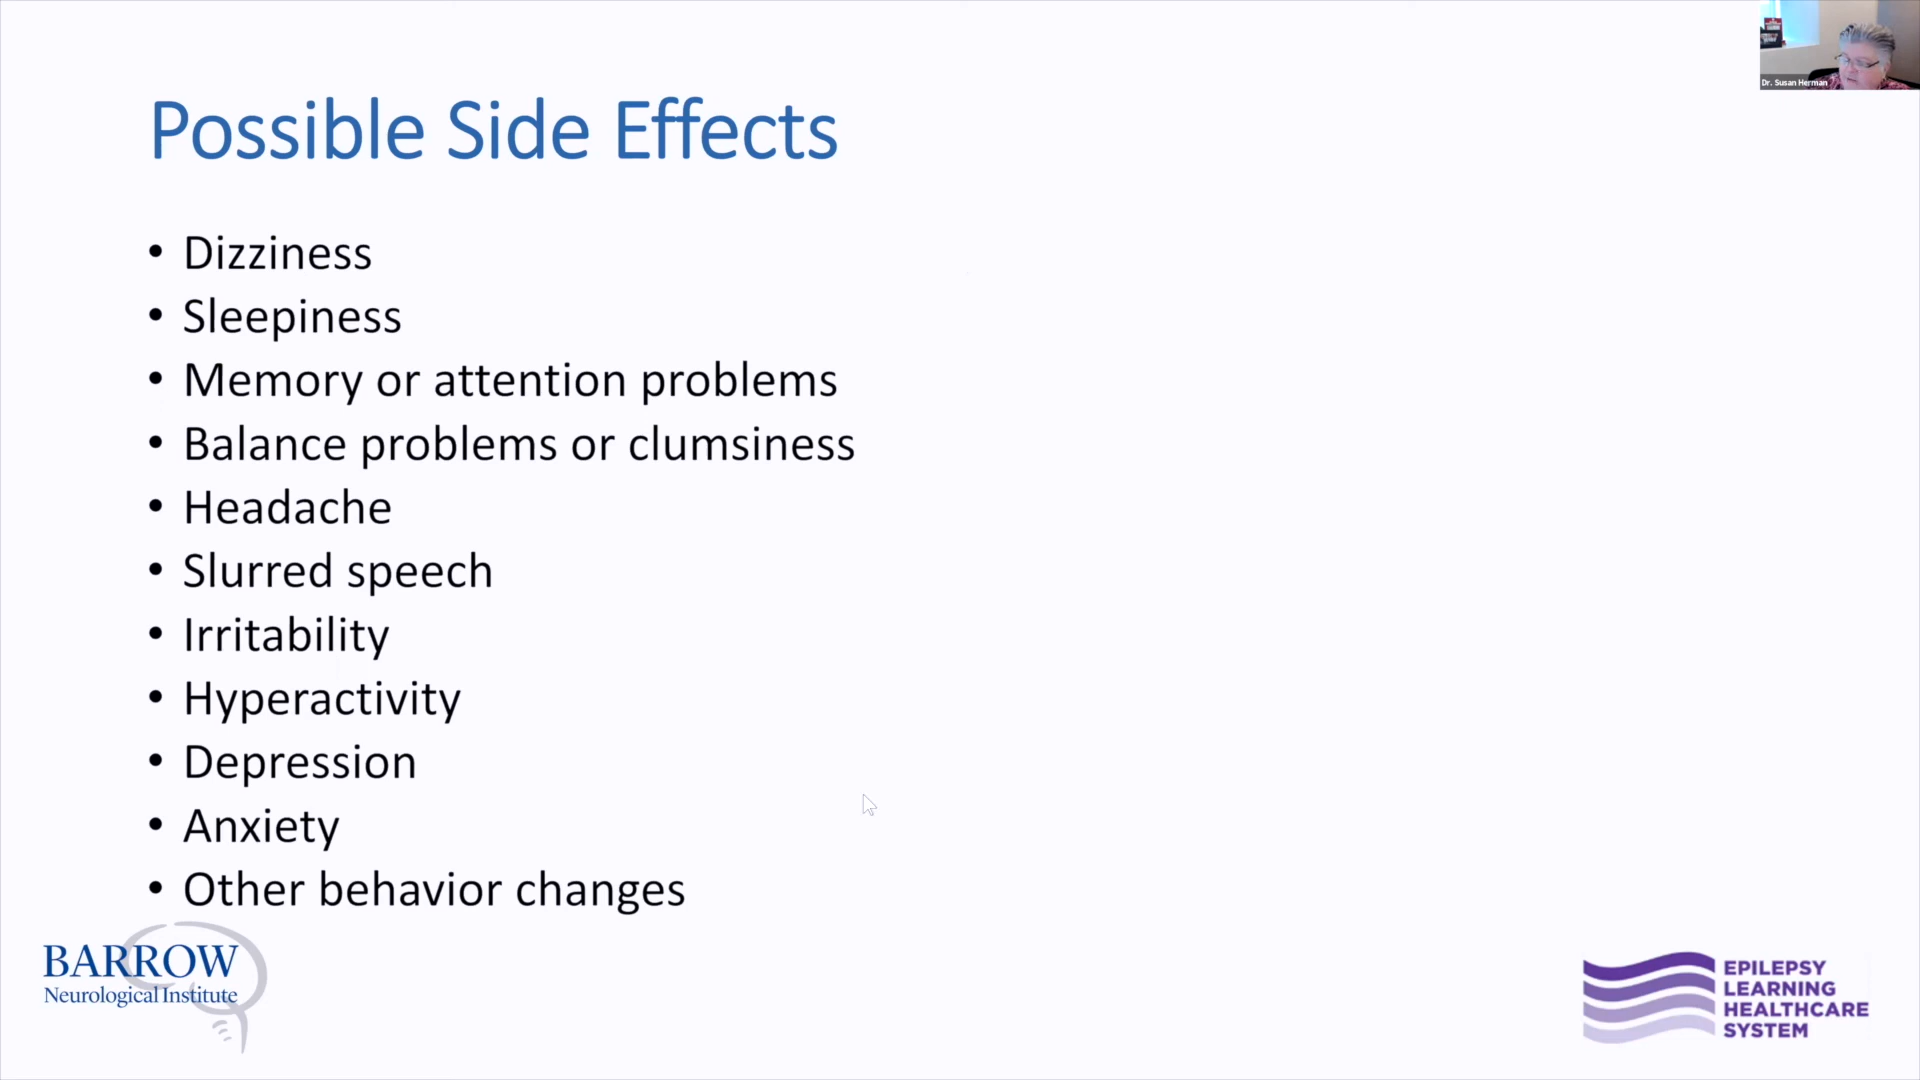 Dr. Susan Herman
Possible Side Effects
• Dizziness
• Sleepiness
• Memory or attention problems
• Balance problems or clumsiness
• Headache
• Slurred speech
• Irritability
• Hyperactivity
• Depression
• Anxiety
• Other behavior changes
BARROW
Neurological Institute
EPILEPSY
LEARNING
HEALTHCARE
SYSTEM